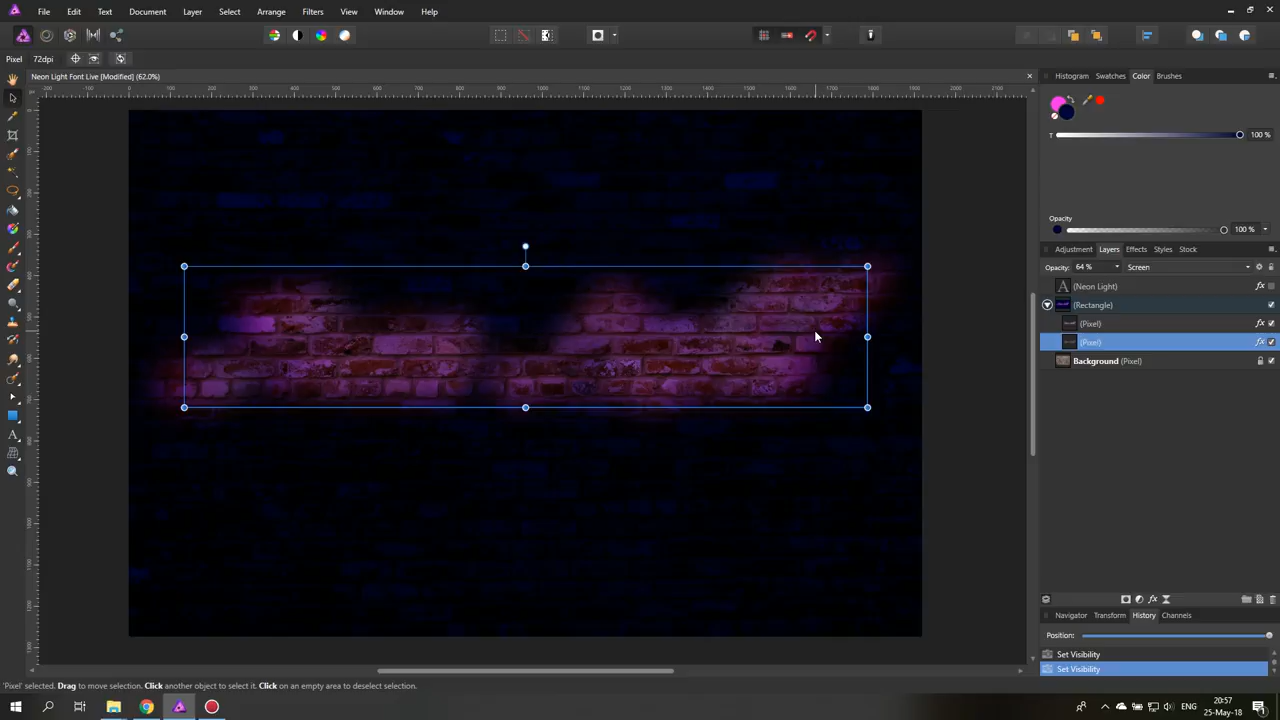 File Edit Text Document Layer Select Arrange Filters View Window Help
Pixel 72dpi
Neon Light Font Live [Modified] (62.0%)
Histogram Swatches Color Brushes
100 %
Opacity
100 %
Adjustment Layers Effects Styles Stock
Opacity: 64 % Screen
A (Neon Light) fx
(Rectangle)
(Pixel) fx
(Pixel) fx
Background (Pixel)
Navigator Transform History Channels
Position:
Set Visibility
Set Visibility
'Pixel' selected. Drag to move selection. Click another object to select it. Click on an empty area to deselect selection.
ENG
20:57
25-May-18